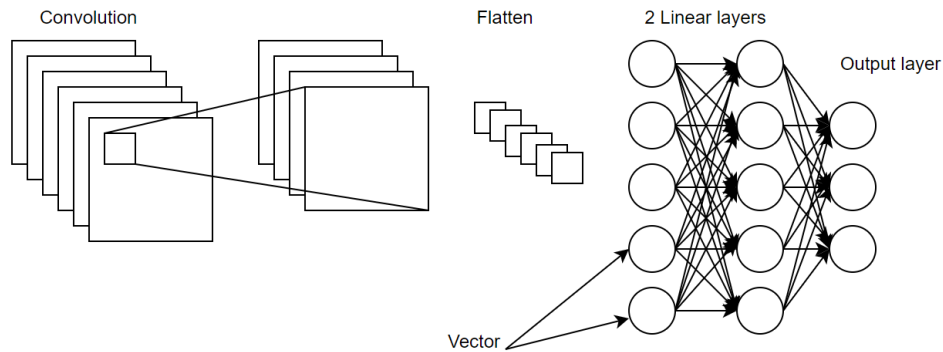 Convolution
Flatten
2 Linear layers
Output layer
Vector